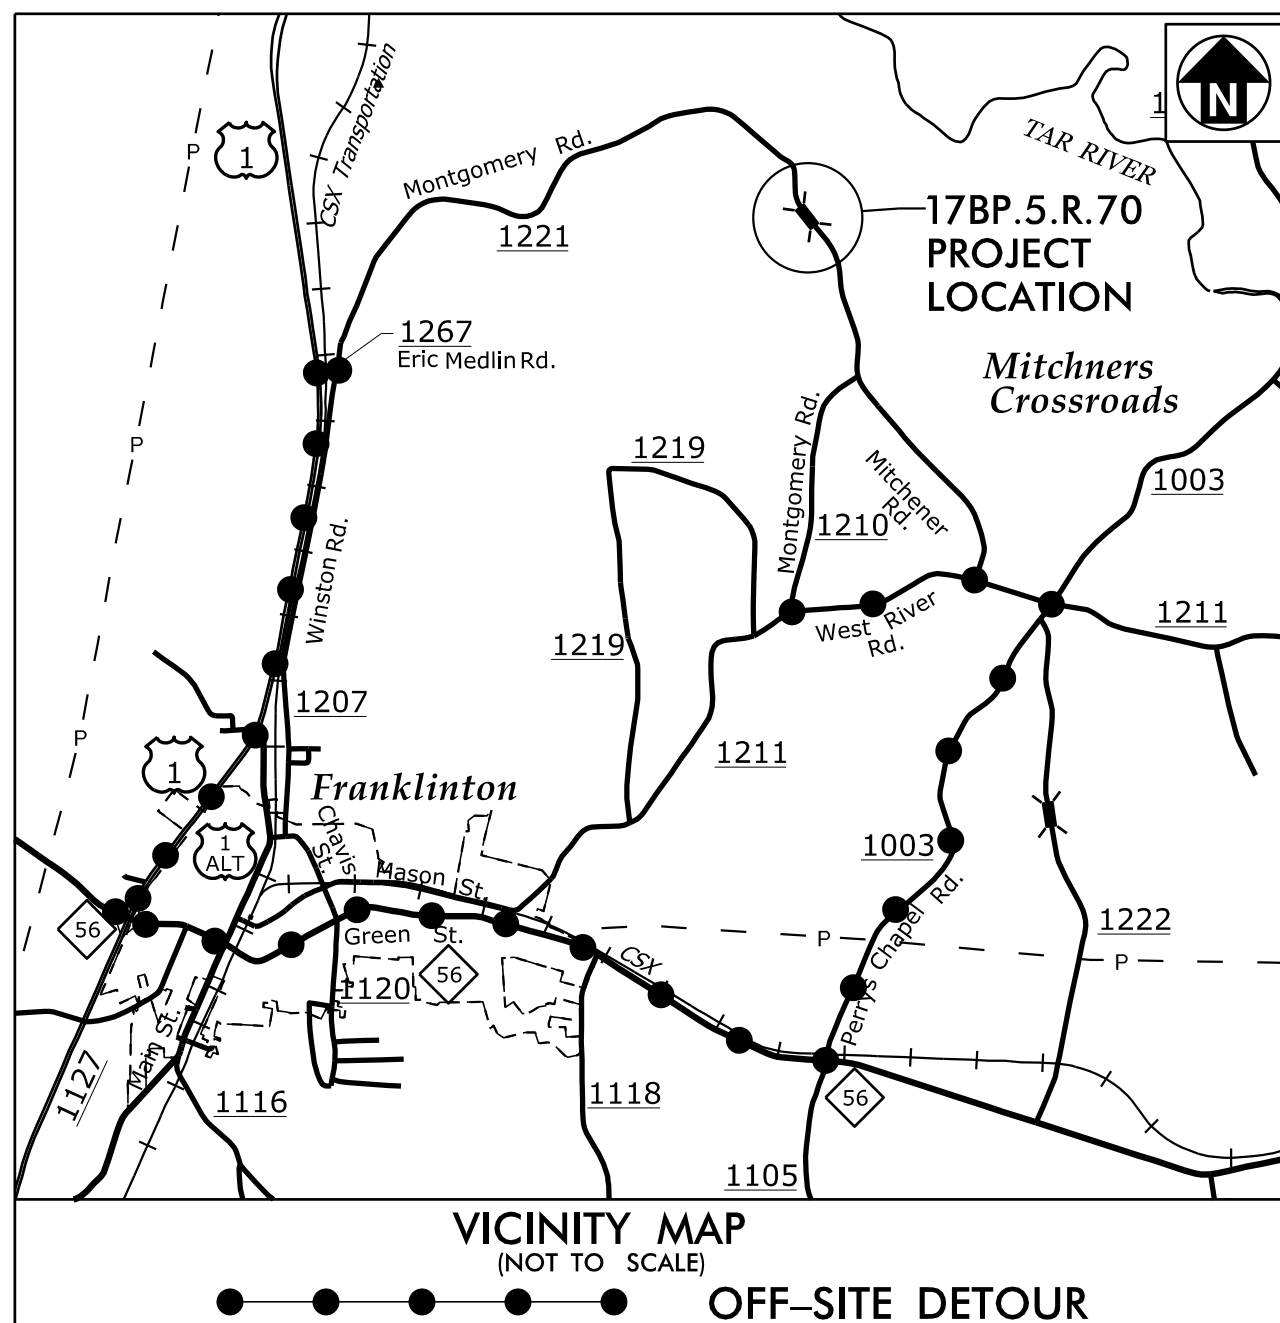 N
1
TAR RIVER
P
1
CSX Transportation
Montgomery Rd.
1221
17BP.5.R.70
PROJECT
LOCATION
1267
Eric Medlin Rd.
Mitchners
Crossroads
P
1219
Montgomery Rd.
Mitchener
Rd.
1003
1210
Winston Rd.
1219
West River
Rd.
1211
1207
P
1
Franklinton
1211
1
ALT
Chavis
St.
Mason St.
1003
Perrys Chapel Rd.
1222
56
Green St.
CSX
P
P
56
1120
Main St.
1127
1116
1118
56
1105
VICINITY MAP
(NOT TO SCALE)
OFF–SITE DETOUR